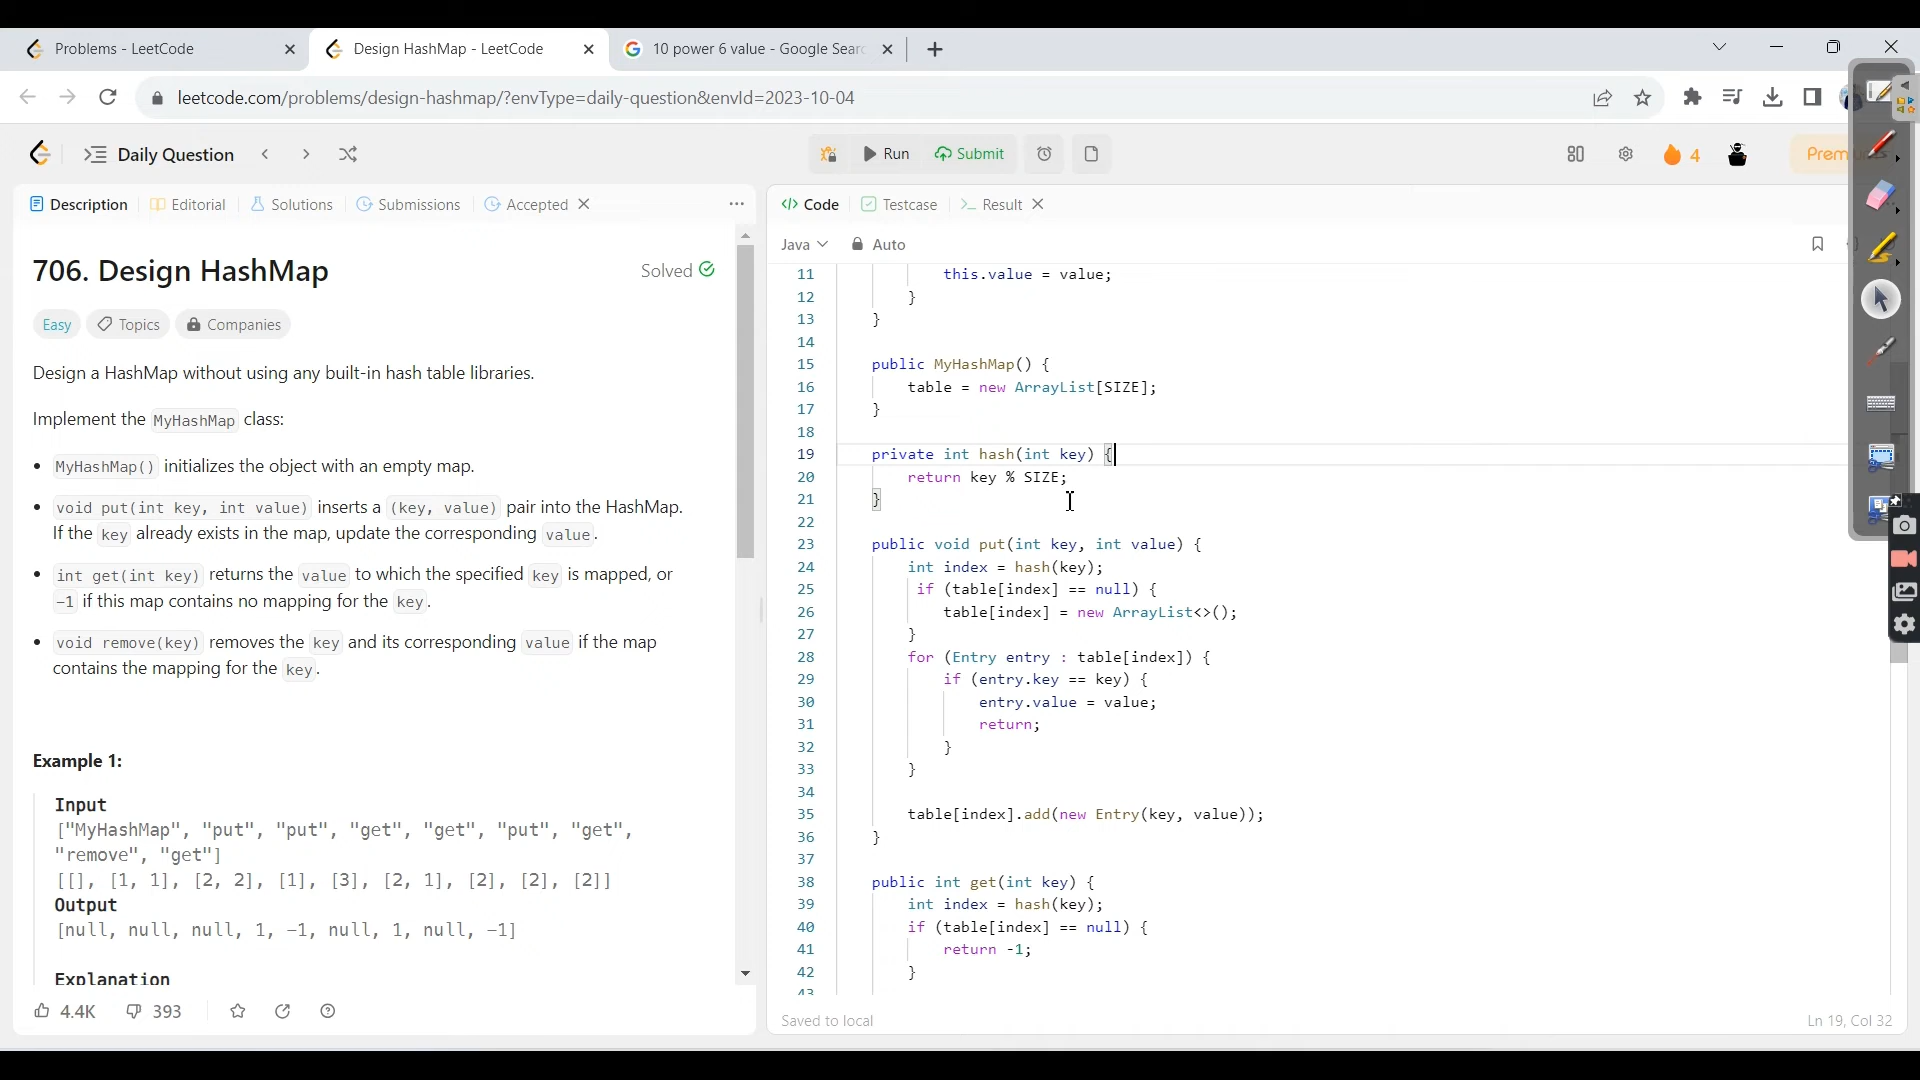 Problems - LeetCode
Design HashMap - LeetCode
10 power 6 value - Google Sear
leetcode.com/problems/design-hashmap/?envType=daily-question&envId=2023-10-04
Daily Question
Run
Submit
4
Prem
Description
Editorial
Solutions
Submissions
Accepted
Code
Testcase
Result
Java
Auto
706. Design HashMap
Solved
Easy
Topics
Companies
Design a HashMap without using any built-in hash table libraries.
Implement the MyHashMap class:
• MyHashMap() initializes the object with an empty map.
• void put(int key, int value) inserts a (key, value) pair into the HashMap.
If the key already exists in the map, update the corresponding value.
• int get(int key) returns the value to which the specified key is mapped, or
-1 if this map contains no mapping for the key.
• void remove(key) removes the key and its corresponding value if the map
contains the mapping for the key.
Example 1:
Input
["MyHashMap", "put", "put", "get", "get", "put", "get",
"remove", "get"]
[[], [1, 1], [2, 2], [1], [3], [2, 1], [2], [2], [2]]
Output
[null, null, null, 1, -1, null, 1, null, -1]
Explanation
4.4K
393
11 this.value = value;
12 }
13 }
14
15 public MyHashMap() {
16 table = new ArrayList[SIZE];
17 }
18
19 private int hash(int key) {
20 return key % SIZE;
21 }
22
23 public void put(int key, int value) {
24 int index = hash(key);
25 if (table[index] == null) {
26 table[index] = new ArrayList<>();
27 }
28 for (Entry entry : table[index]) {
29 if (entry.key == key) {
30 entry.value = value;
31 return;
32 }
33 }
34
35 table[index].add(new Entry(key, value));
36 }
37
38 public int get(int key) {
39 int index = hash(key);
40 if (table[index] == null) {
41 return -1;
42 }
43
Saved to local
Ln 19, Col 32